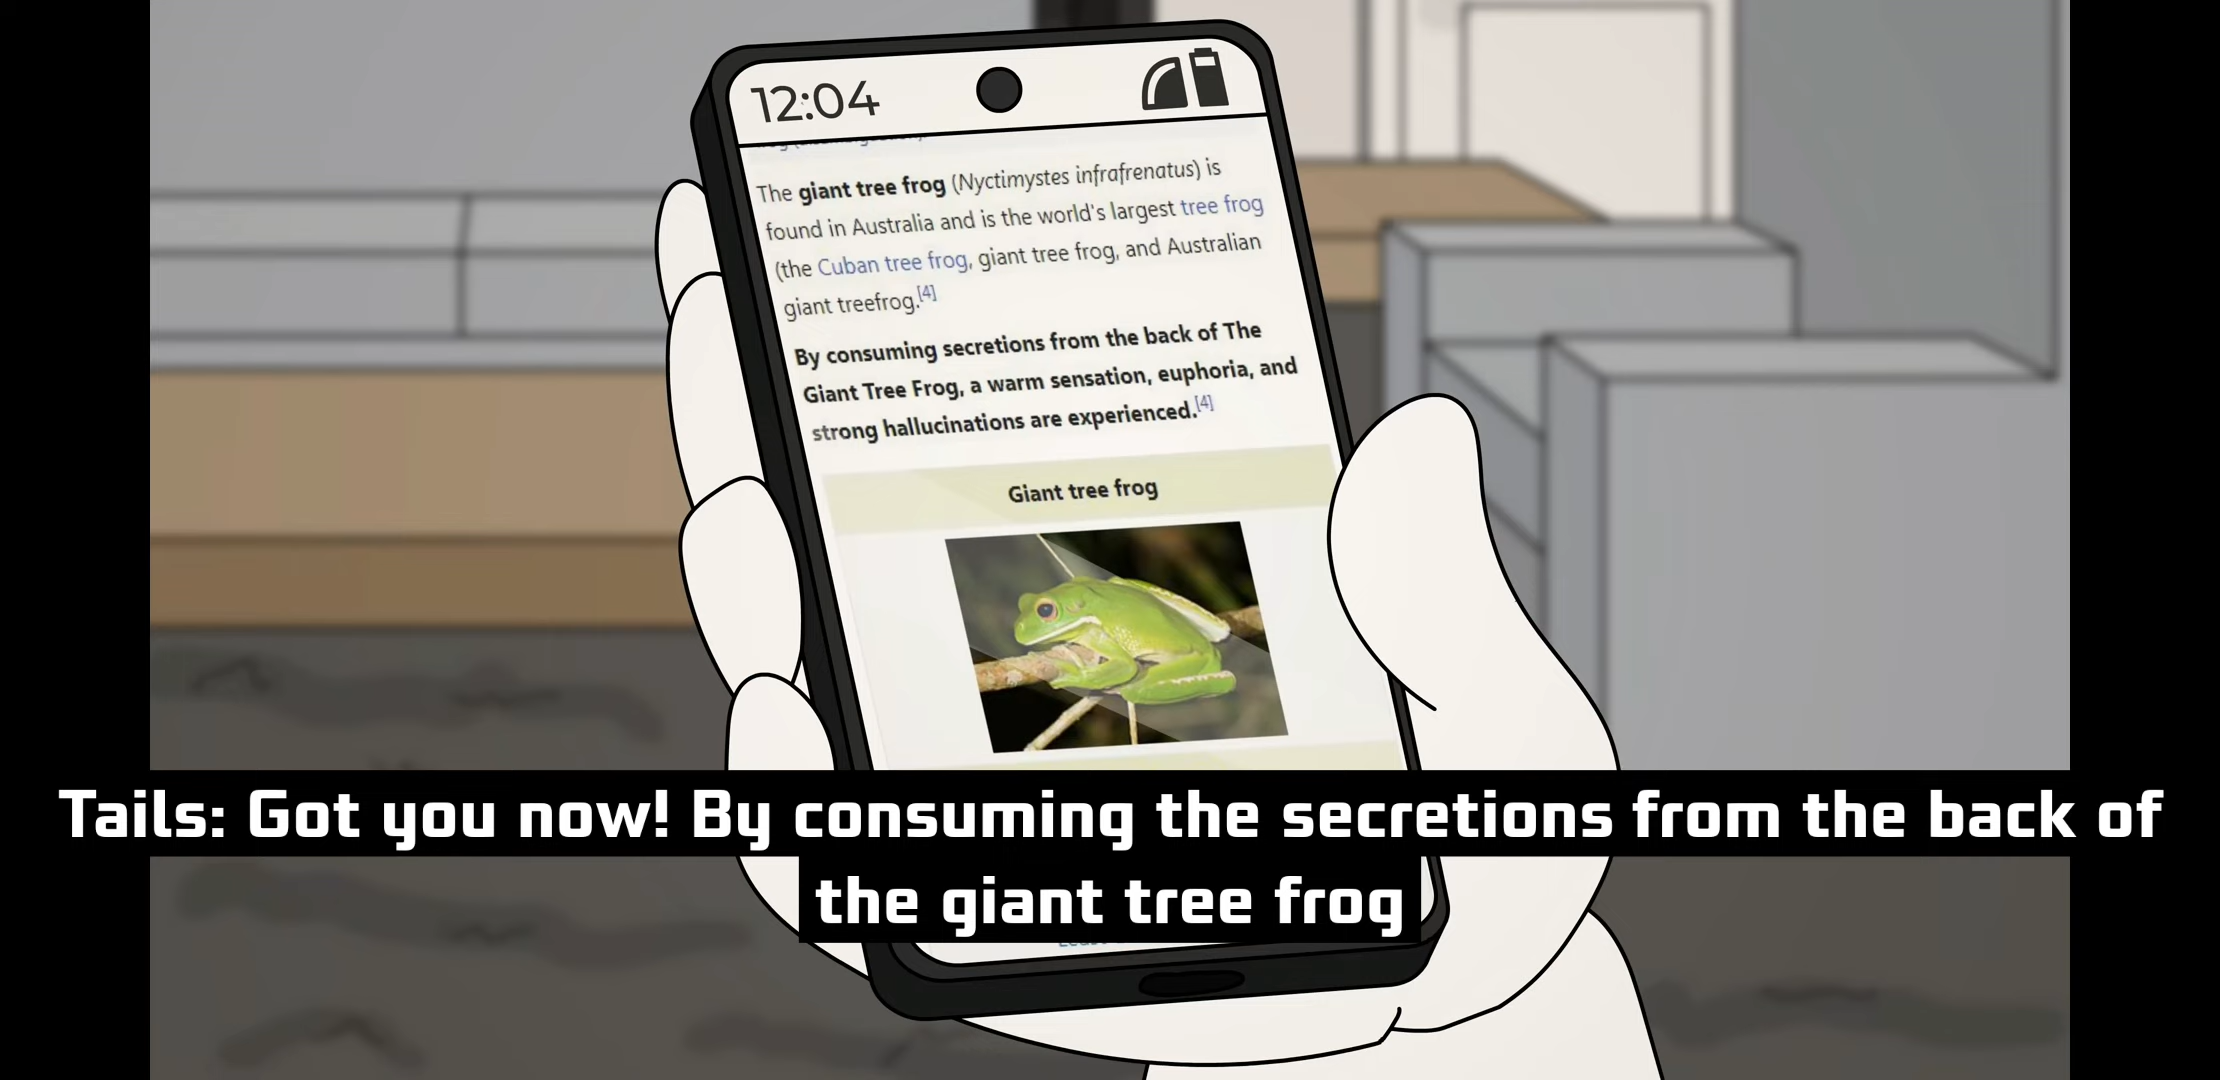 12:04
The giant tree frog (Nyctimystes infrafrenatus) is
found in Australia and is the world's largest tree frog
(the Cuban tree frog, giant tree frog, and Australian
giant treefrog.[4]
By consuming secretions from the back of The
Giant Tree Frog, a warm sensation, euphoria, and
strong hallucinations are experienced.[4]
Giant tree frog
Tails: Got you now! By consuming the secretions from the back of
the giant tree frog